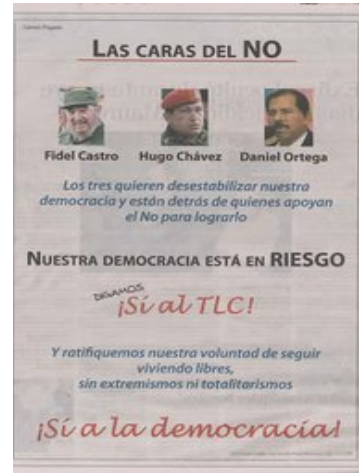 Campo Pagado
LAS CARAS DEL NO
Fidel Castro Hugo Chávez Daniel Ortega
Los tres quieren desestabilizar nuestra
democracia y están detrás de quienes apoyan
el No para lograrlo
NUESTRA DEMOCRACIA ESTÁ EN RIESGO
DIGAMOS
¡Sí al TLC!
Y ratifiquemos nuestra voluntad de seguir
viviendo libres,
sin extremismos ni totalitarismos
¡Sí a la democracia!